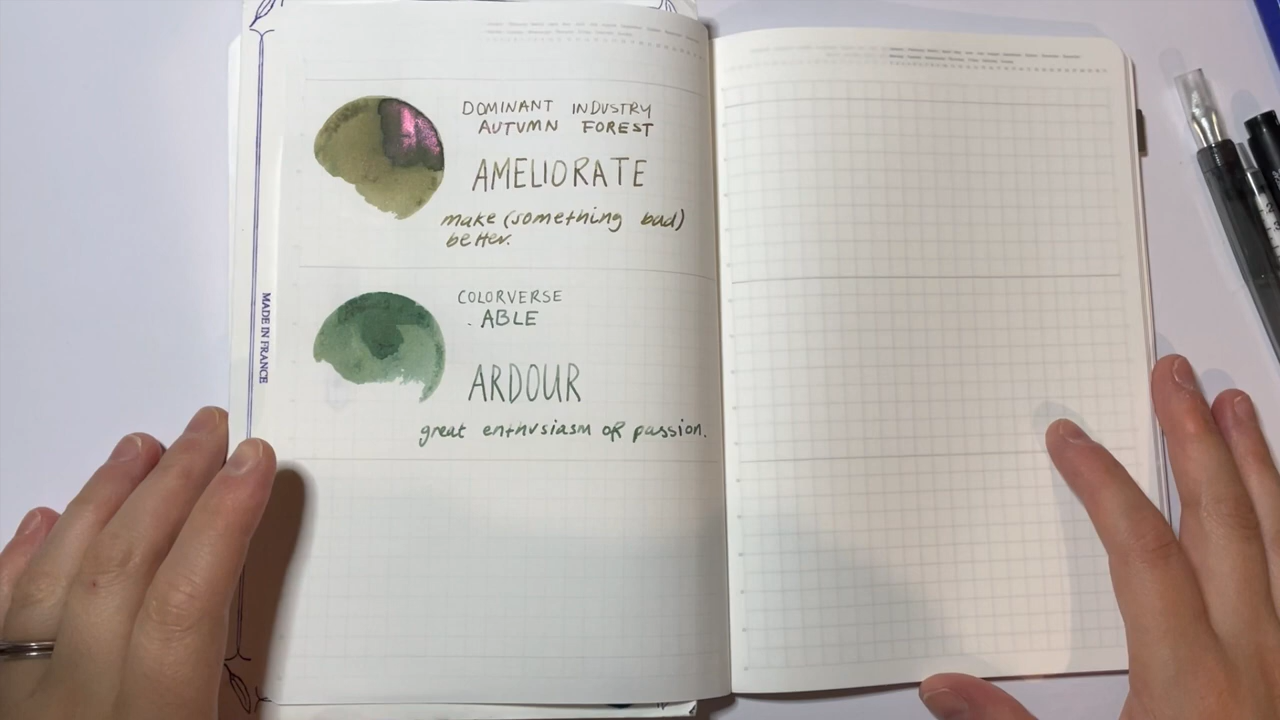 DOMINANT INDUSTRY
AUTUMN FOREST
AMELIORATE
make (something bad)
better.
COLORVERSE
. ABLE
ARDOUR
great enthusiasm or passion.
MADE IN FRANCE